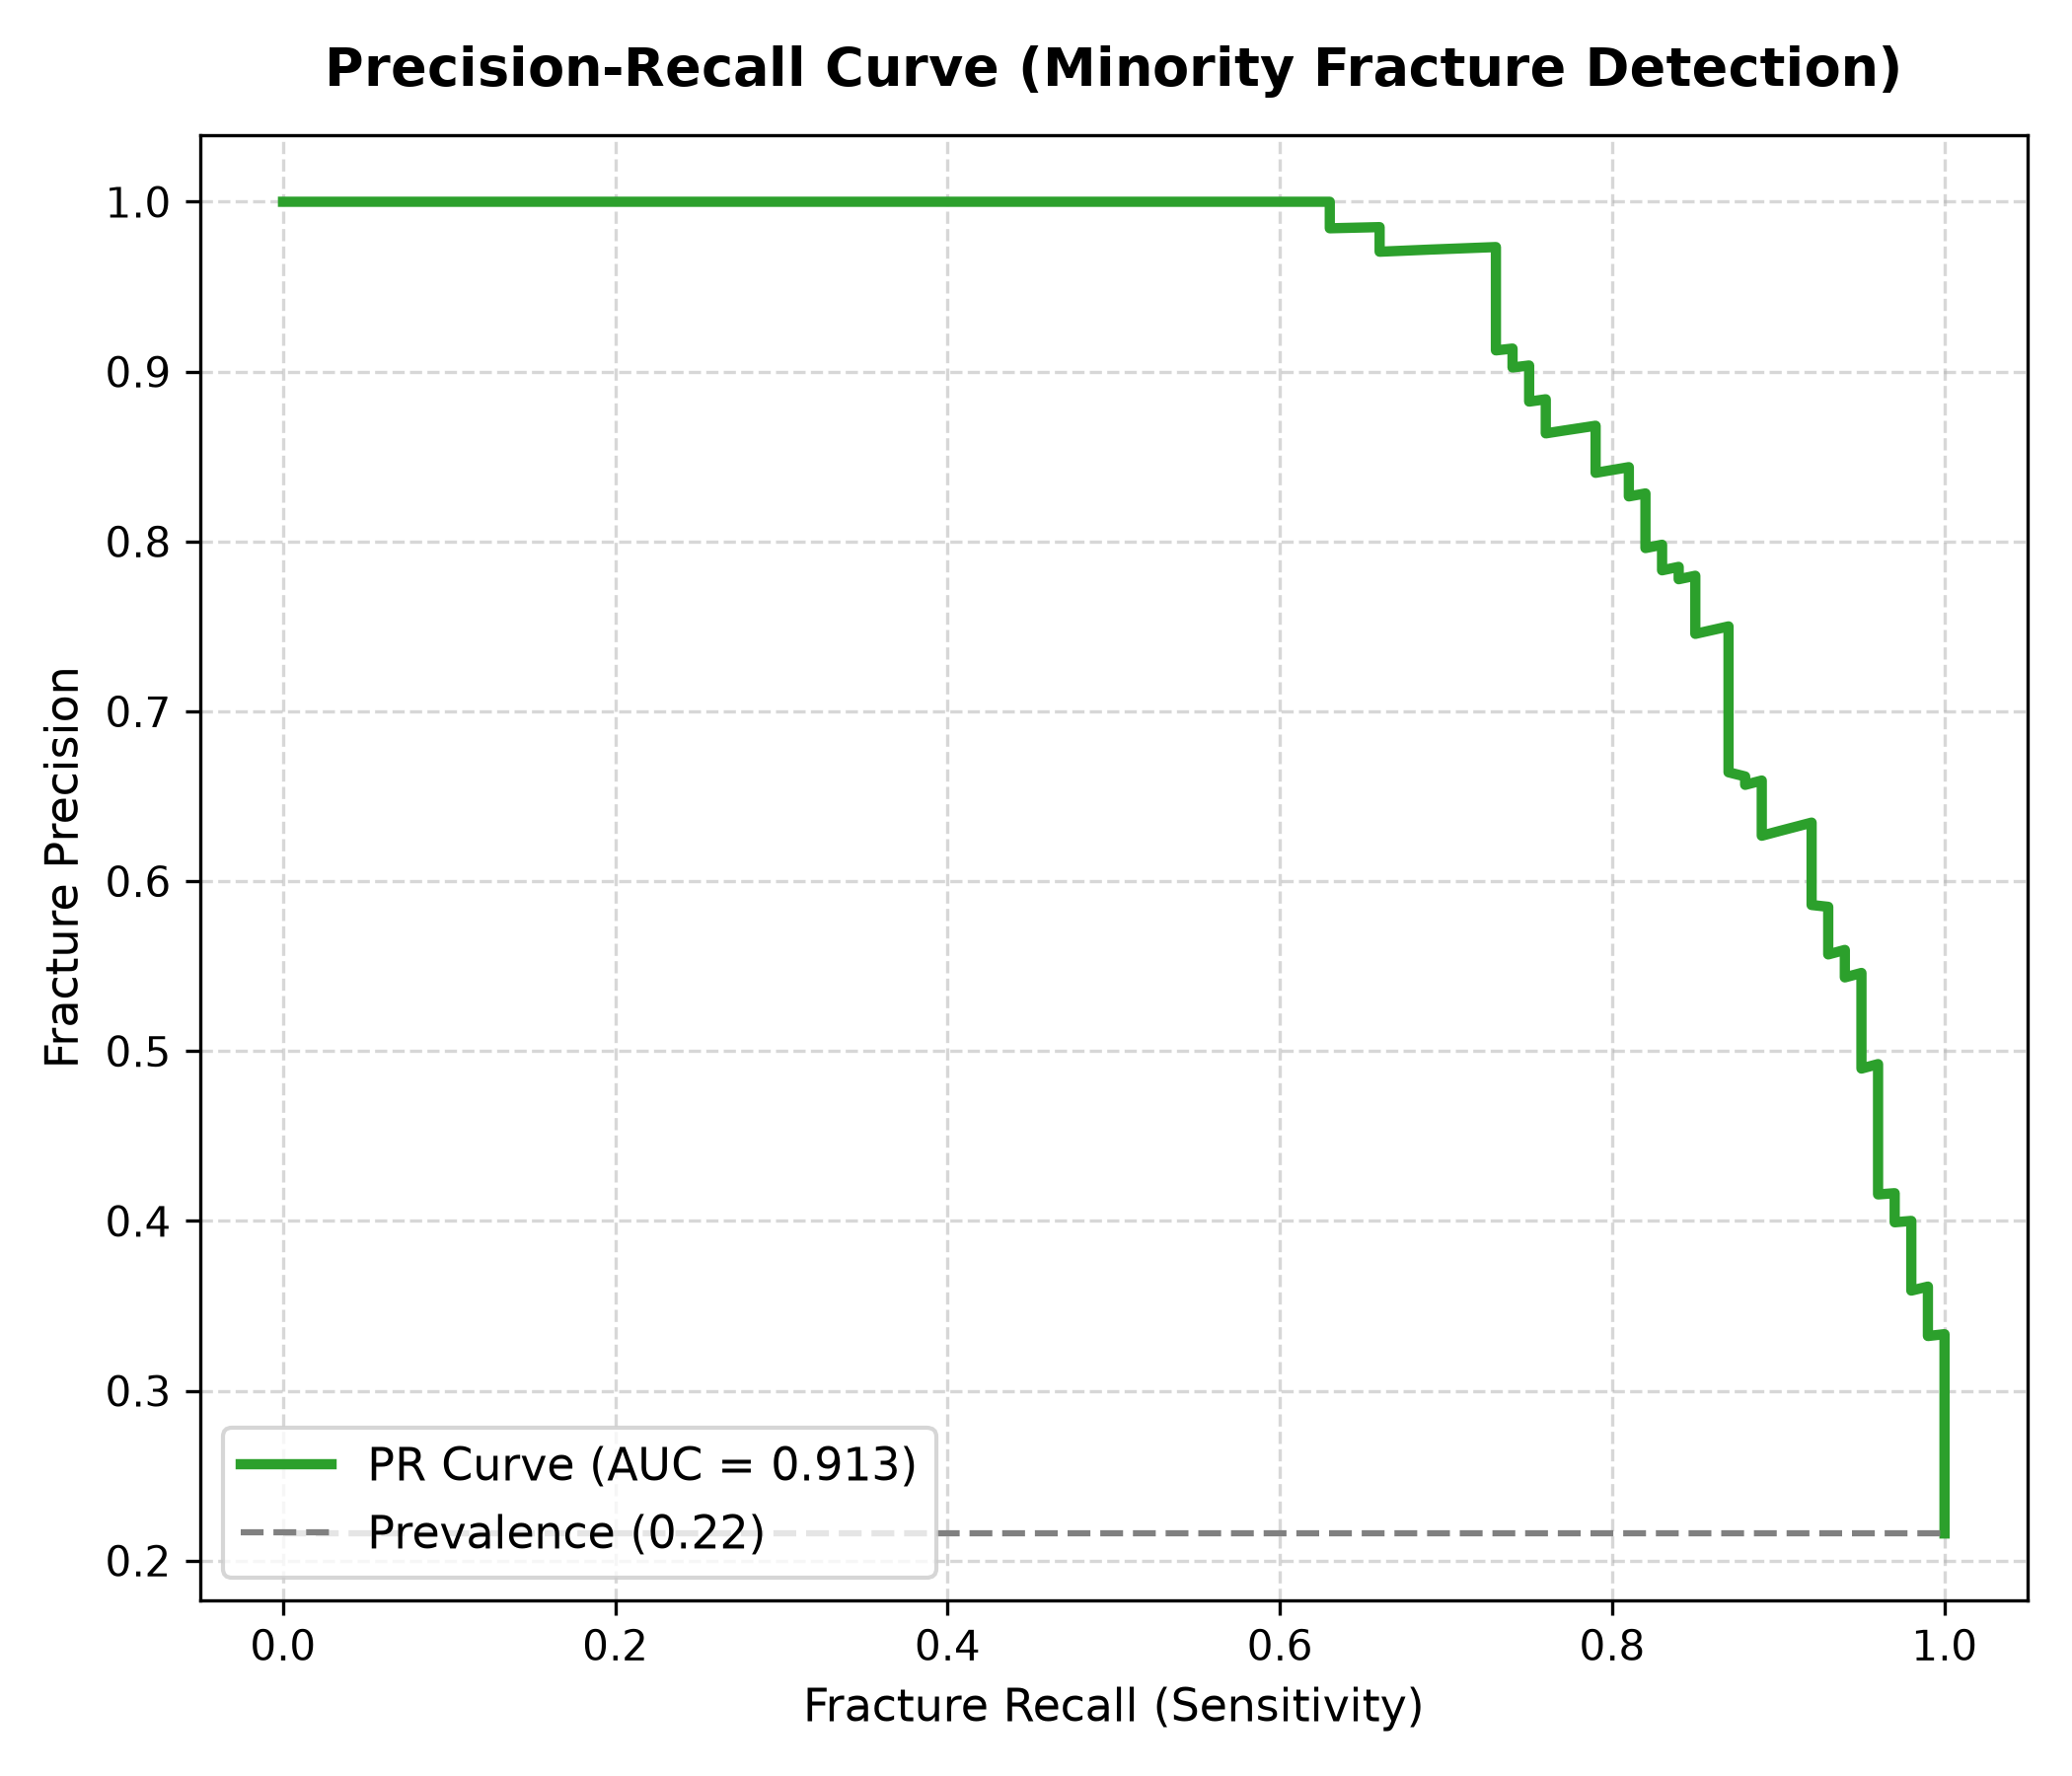 Precision-Recall Curve (Minority Fracture Detection)
Fracture Precision
1.0
0.9
0.8
0.7
0.6
0.5
0.4
0.3
0.2
PR Curve (AUC = 0.913)
Prevalence (0.22)
0.0 0.2 0.4 0.6 0.8 1.0
Fracture Recall (Sensitivity)